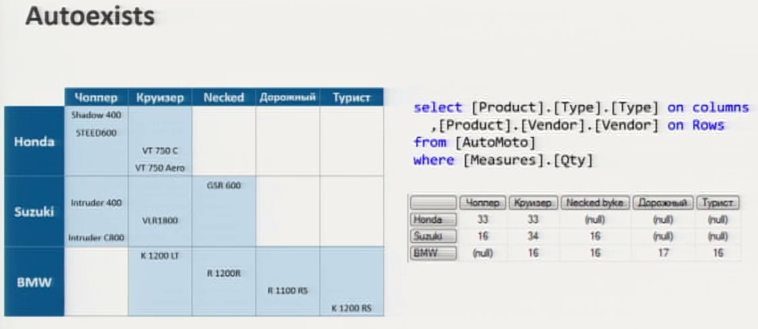 Autoexists
Чоппер Круизер Necked Дорожный Турист
Honda
Shadow 400
STEED600
VT 750 C
VT 750 Aero
Suzuki
GSR 600
Intruder 400
VLR1800
Intruder C800
BMW
K 1200 LT
R 1200R
R 1100 RS
K 1200 RS
select [Product].[Type].[Type] on columns
,[Product].[Vendor].[Vendor] on Rows
from [AutoMoto]
where [Measures].[Qty]
Чоппер Круизер Necked byke Дорожный Турист
Honda 33 33 (null) (null) (null)
Suzuki 16 34 16 (null) (null)
BMW (null) 16 16 17 16